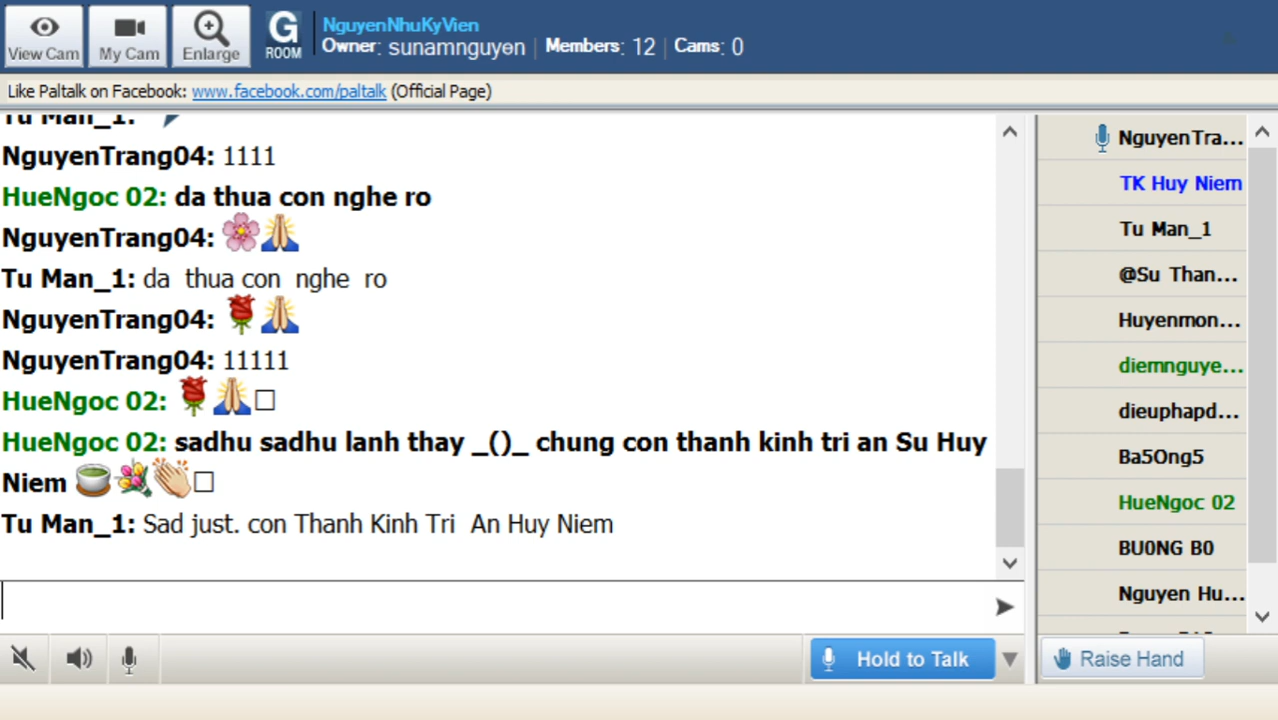 View Cam
My Cam
Enlarge
G
ROOM
NguyenNhuKyVien
Owner: sunamnguyen | Members: 12 | Cams: 0
Like Paltalk on Facebook: www.facebook.com/paltalk (Official Page)
Tu Man_1:
NguyenTrang04: 1111
HueNgoc 02: da thua con nghe ro
NguyenTrang04: 🌸🙏
Tu Man_1: da thua con nghe ro
NguyenTrang04: 🌹🙏
NguyenTrang04: 11111
HueNgoc 02: 🌹🙏□
HueNgoc 02: sadhu sadhu lanh thay _()_ chung con thanh kinh tri an Su Huy
Niem 🍵💐👏□
Tu Man_1: Sad just. con Thanh Kinh Tri An Huy Niem
NguyenTra...
TK Huy Niem
Tu Man_1
@Su Than...
Huyenmon...
diemnguye...
dieuphapd...
Ba5Ong5
HueNgoc 02
BU0NG B0
Nguyen Hu...
Hold to Talk
Raise Hand